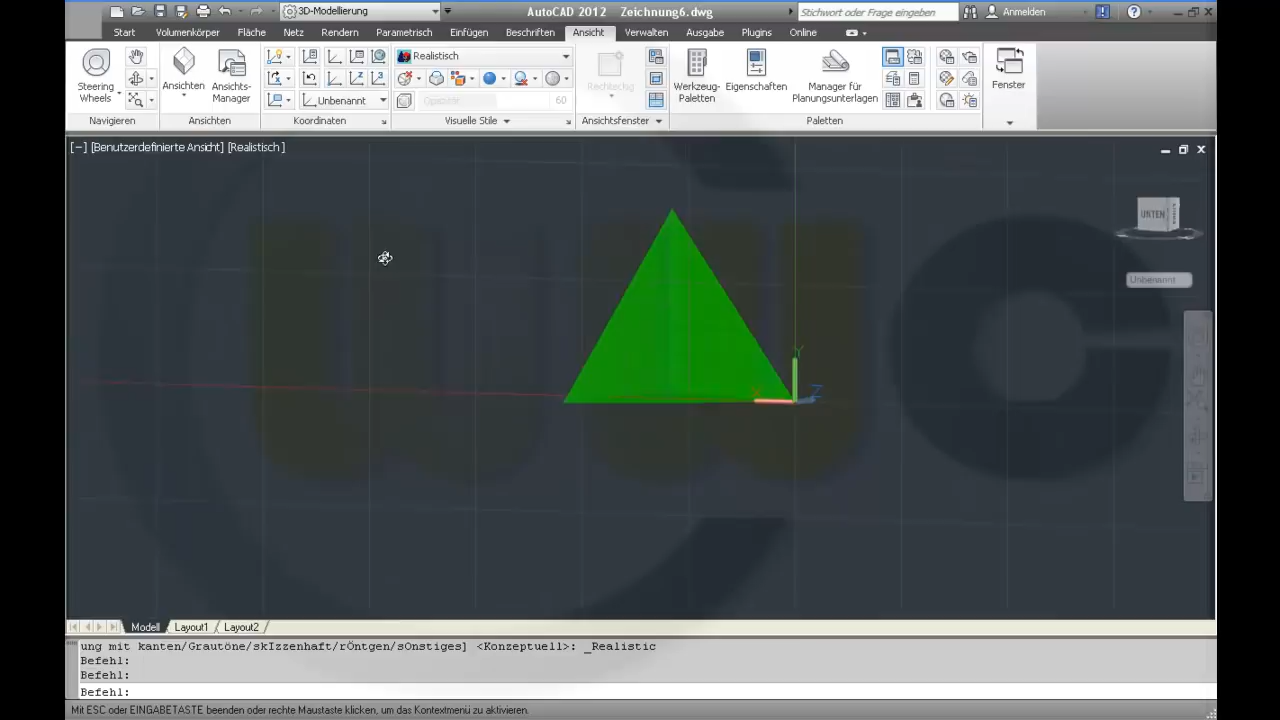 3D-Modellierung
AutoCAD 2012 Zeichnung6.dwg
Stichwort oder Frage eingeben
Anmelden
Start Volumenkörper Fläche Netz Rendern Parametrisch Einfügen Beschriften Ansicht Verwalten Ausgabe Plugins Online
Steering Wheels
Ansichten
Ansichts-Manager
Unbenannt
Realistisch
Opazität 60
Rechteckig
Werkzeug-Paletten
Eigenschaften
Manager für Planungsunterlagen
Fenster
Navigieren Ansichten Koordinaten Visuelle Stile Ansichtsfenster Paletten
[−] [Benutzerdefinierte Ansicht] [Realistisch]
UNTEN
Unbenannt
Y
X
Z
Modell Layout1 Layout2
ung mit kanten/Grautöne/skIzzenhaft/rÖntgen/sOnstiges] <Konzeptuell>: _Realistic
Befehl:
Befehl:
Befehl:
Mit ESC oder EINGABETASTE beenden oder rechte Maustaste klicken, um das Kontextmenü zu aktivieren.